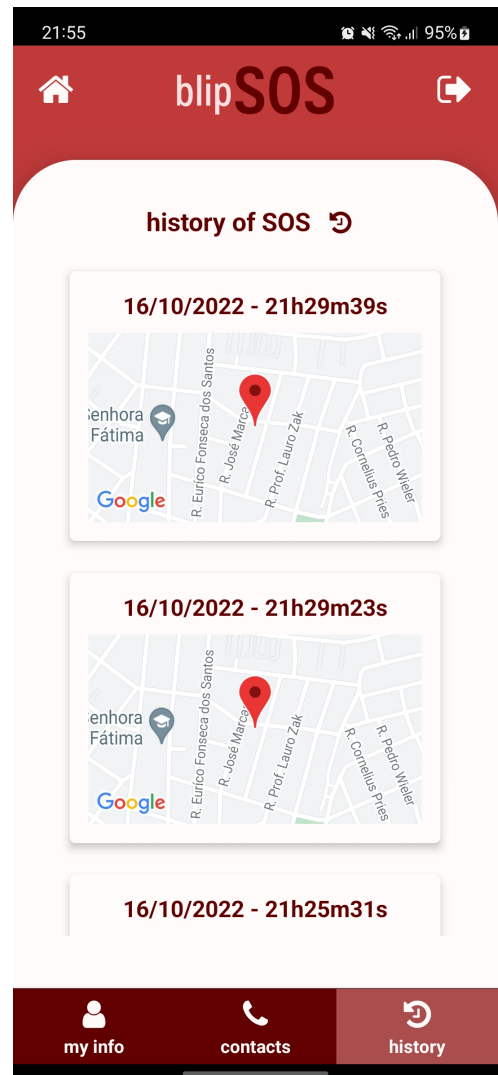 21:55
95%
blipSOS
history of SOS
16/10/2022 - 21h29m39s
Senhora
Fátima
R. Eurico Fonseca dos Santos
R. José Marca
R. Prof. Lauro Zak
R. Cornelius Pries
R. Pedro Wieler
Google
16/10/2022 - 21h29m23s
enhora
Fátima
R. Eurico Fonseca dos Santos
R. José Marca
R. Prof. Lauro Zak
R. Cornelius Pries
R. Pedro Wieler
Google
16/10/2022 - 21h25m31s
my info
contacts
history